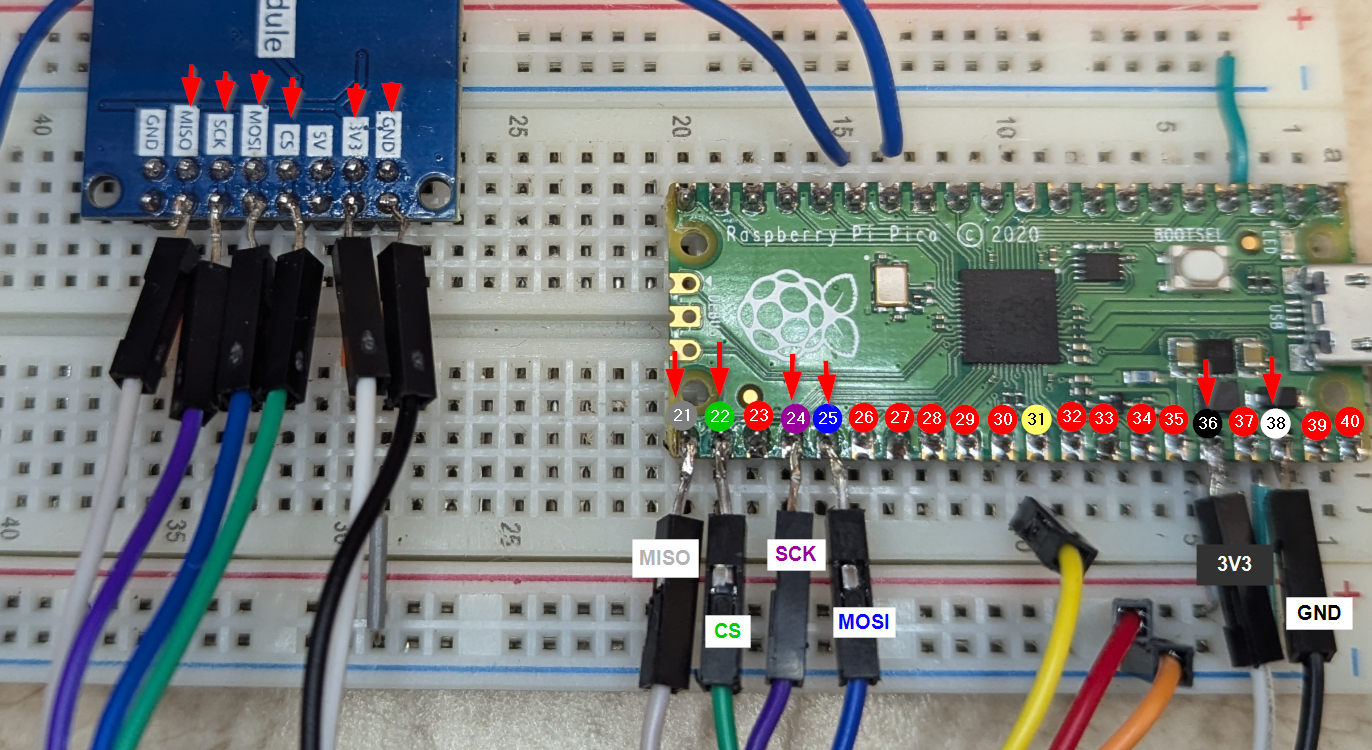 dule
GND
MISO
SCK
MOSI
CS
5V
3V3
GND
40
25
20
15
10
5
1
a
Raspberry Pi Pico © 2020
BOOTSEL
LED
USB
21
22
23
24
25
26
27
28
29
30
31
32
33
34
35
36
37
38
39
40
40
35
25
1
MISO
SCK
3V3
CS
MOSI
GND